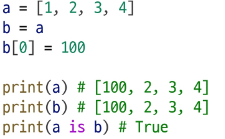 a = [1, 2, 3, 4]
b = a
b[0] = 100
print(a) # [100, 2, 3, 4]
print(b) # [100, 2, 3, 4]
print(a is b) # True